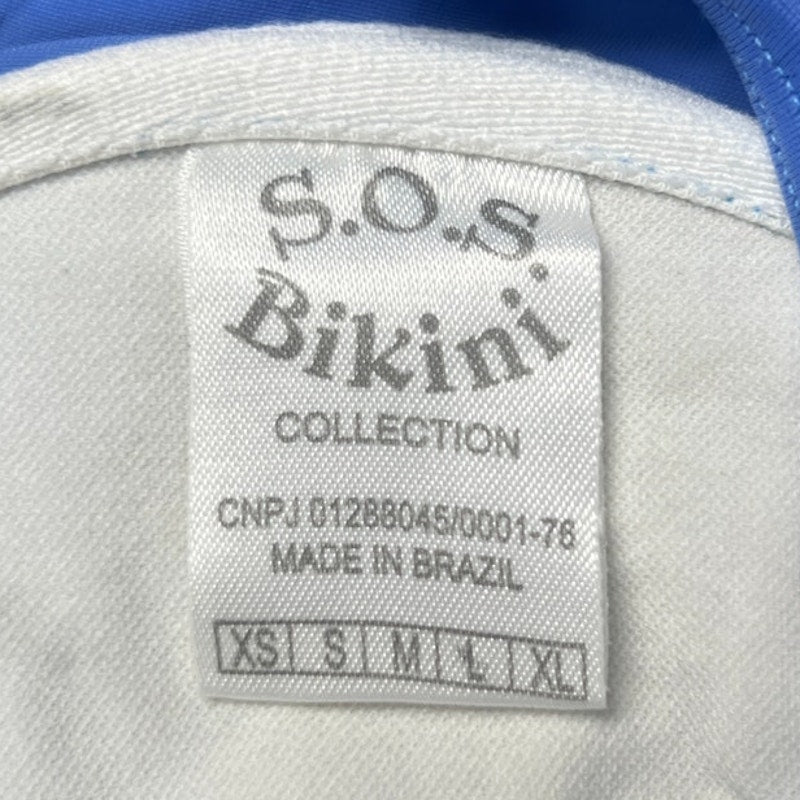 S.O.S.
Bikini
COLLECTION
CNPJ 01288045/0001-76
MADE IN BRAZIL
XS S M L XL